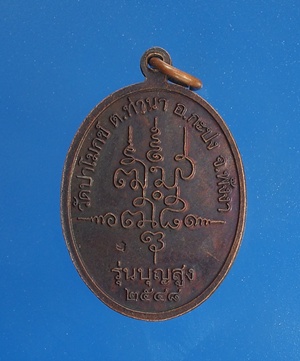 วัดปาโมกข์ ต.ท่านา อ.กะปง จ.พังงา
รุ่นบุญสูง
๒๕๔๘